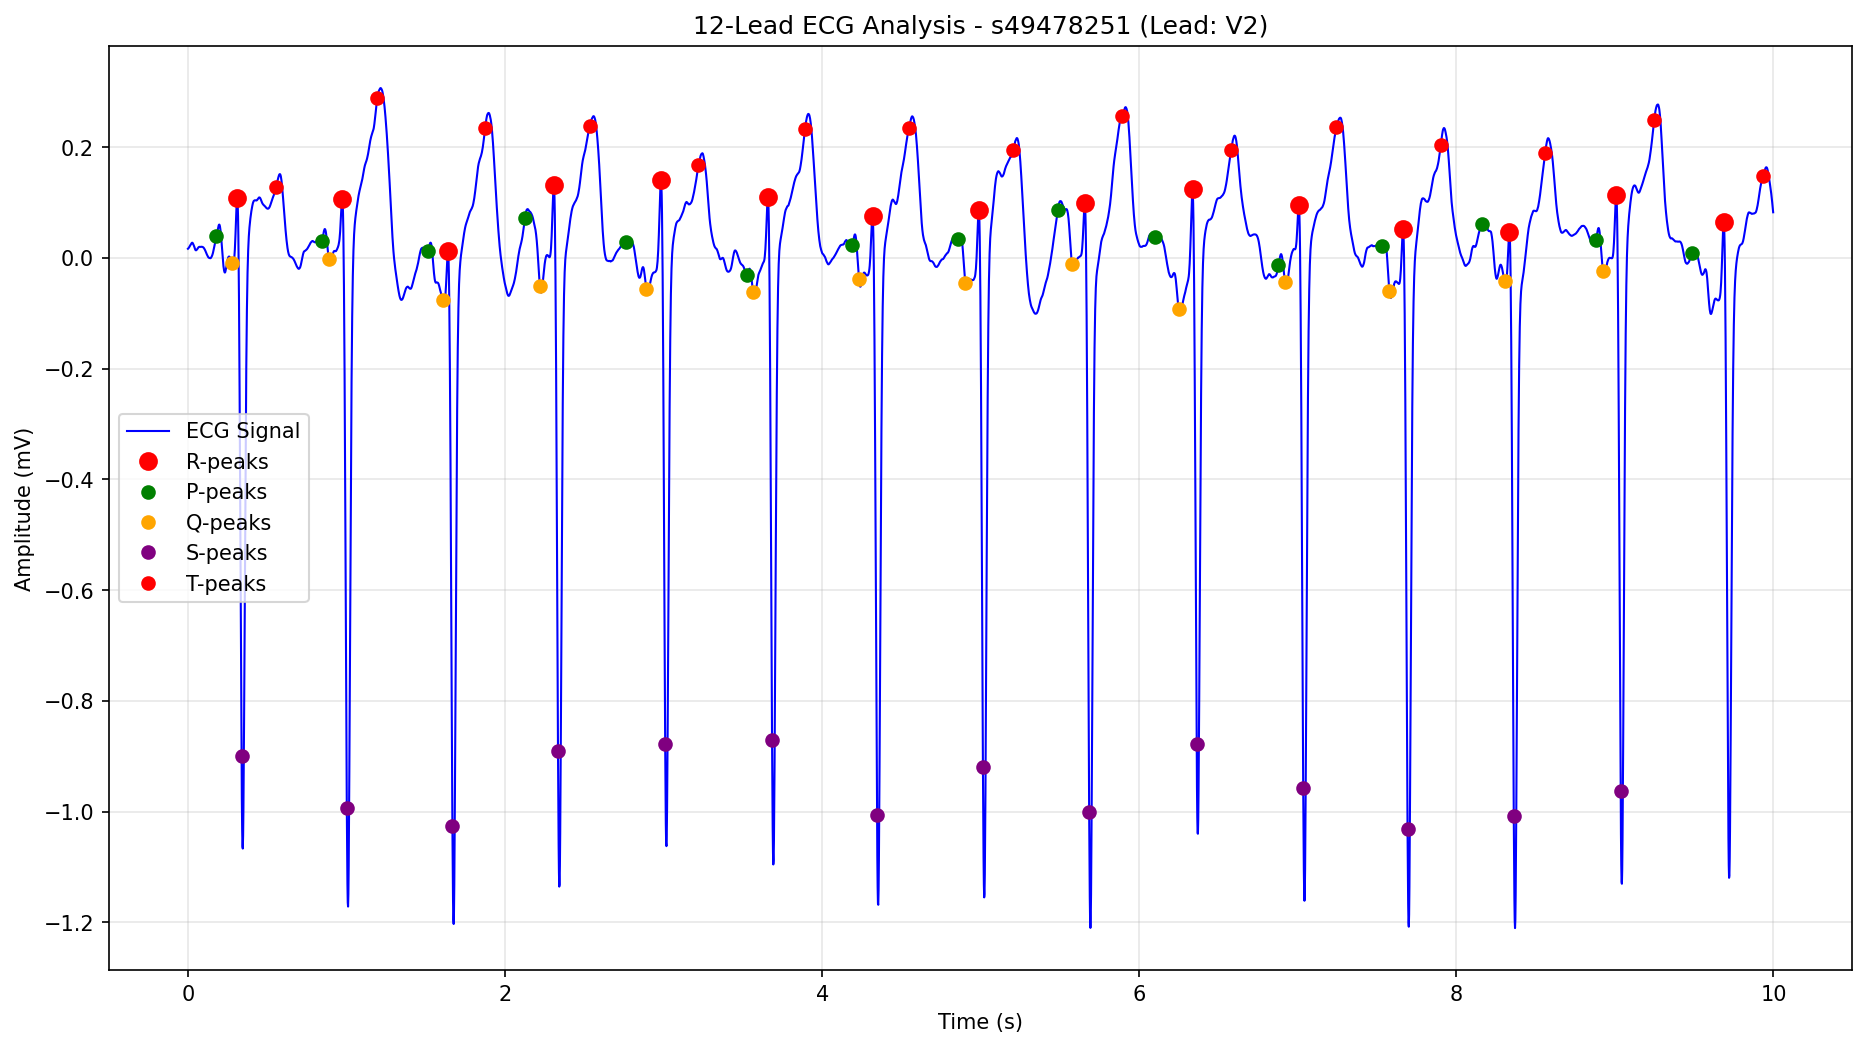 12-Lead ECG Analysis - s49478251 (Lead: V2)
Amplitude (mV)
0.2
0.0
−0.2
−0.4
−0.6
−0.8
−1.0
−1.2
ECG Signal
R-peaks
P-peaks
Q-peaks
S-peaks
T-peaks
0 2 4 6 8 10
Time (s)